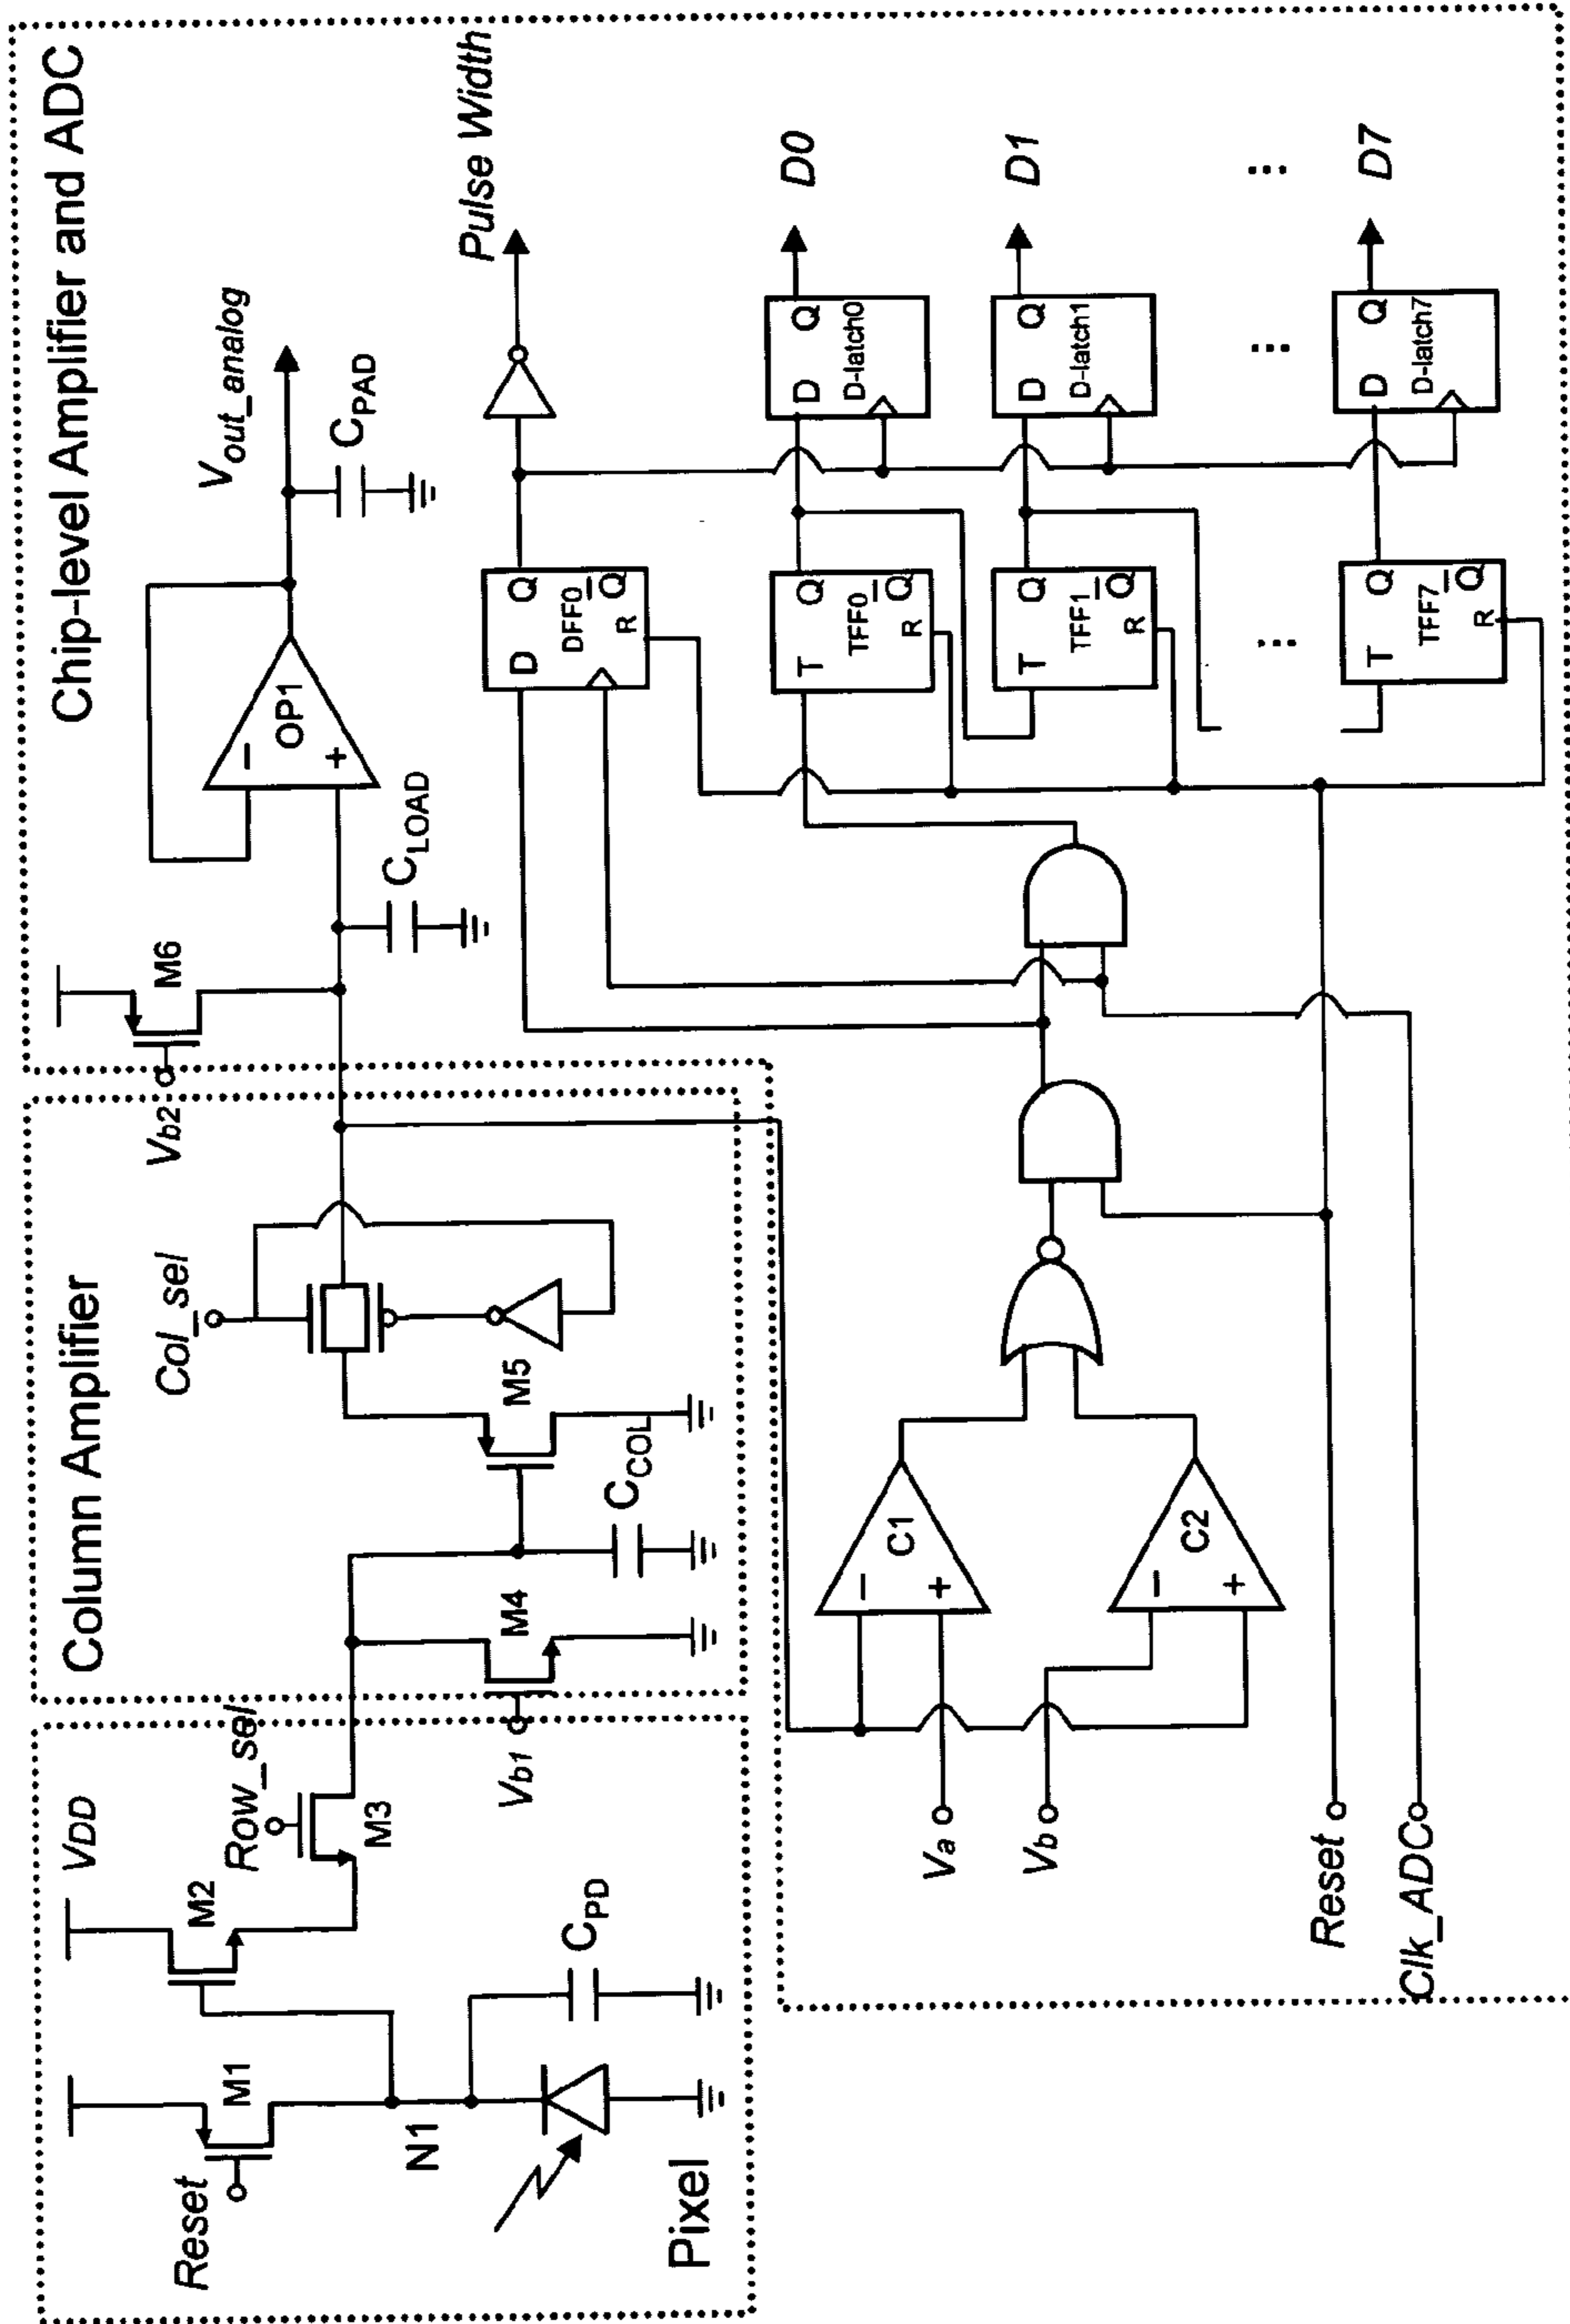 Chip-level Amplifier and ADC
Column Amplifier
Pixel
VDD
Reset
M1
M2
N1
CPD
Row_sel
M3
Vb1
M4
CCOL
M5
Col_sel
Vb2
M6
CLOAD
- OP1 +
Vout_analog
CPAD
Pulse Width
D Q
DFF0
Q
R
T Q
TFF0
Q
R
D Q
D-latch0
D0
T Q
TFF1
Q
R
D Q
D-latch1
D1
...
...
...
T Q
TFF7
Q
R
D Q
D-latch7
D7
- C1 +
- C2 +
Va
Vb
Reset
Clk_ADC